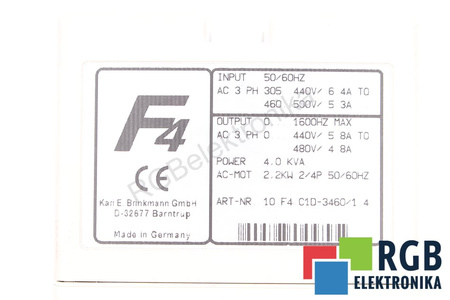 F4
CE
Karl E. Brinkmann GmbH
D-32677 Barntrup
Made in Germany
INPUT 50/60HZ
AC 3 PH 305 440V/ 6 4A TO
460 500V/ 5 3A
OUTPUT 0. 1600HZ MAX
AC 3 PH 0 440V/ 5 8A TO
480V/ 4 8A
POWER 4.0 KVA
AC-MOT 2.2KW 2/4P 50/60HZ
ART-NR 10 F4 C1D-3460/1 4
RGBelektronika
RGB
ELEKTRONIKA